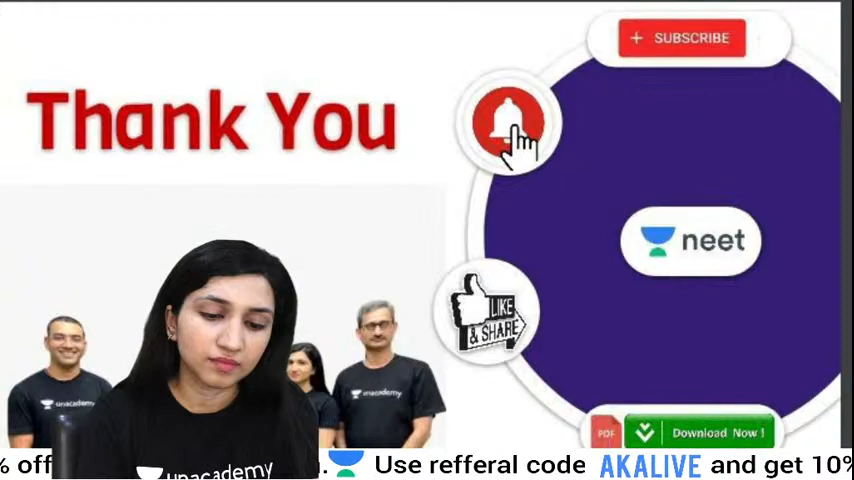 + SUBSCRIBE
Thank You
neet
LIKE
& SHARE
unacademy
unacademy
unacademy
PDF
Download Now !
% off
Use refferal code AKALIVE and get 10%